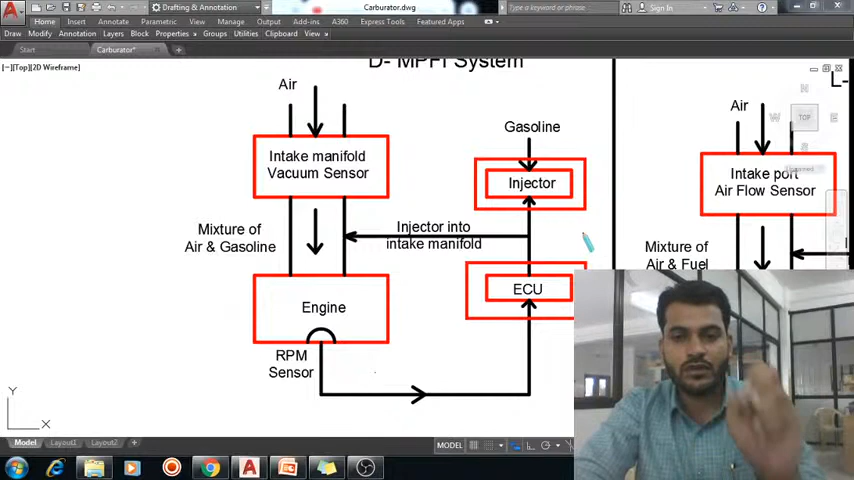 Drafting & Annotation
Carburator.dwg
Type a keyword or phrase
Sign In
Home Insert Annotate Parametric View Manage Output Add-ins A360 Express Tools Featured Apps
Draw Modify Annotation Layers Block Properties Groups Utilities Clipboard View
Start Carburator*
[−][Top][2D Wireframe]
D- MPFI System
L-
Air
Gasoline
Air
N
W TOP E
S
Intake manifold
Vacuum Sensor
Injector
Intake port
Air Flow Sensor
Mixture of
Air & Gasoline
Injector into
intake manifold
Mixture of
Air & Fuel
ECU
Engine
RPM
Sensor
Y
X
Model Layout1 Layout2 +
MODEL